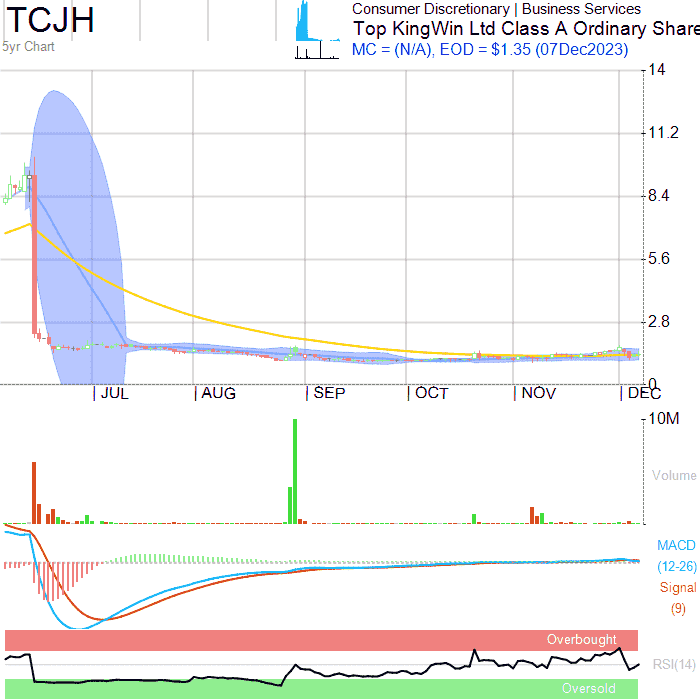 TCJH
5yr Chart
Consumer Discretionary | Business Services
Top KingWin Ltd Class A Ordinary Share
MC = (N/A), EOD = $1.35 (07Dec2023)
14
11.2
8.4
5.6
2.8
0
JUL AUG SEP OCT NOV DEC
10M
Volume
MACD
(12-26)
Signal
(9)
Overbought
RSI(14)
Oversold